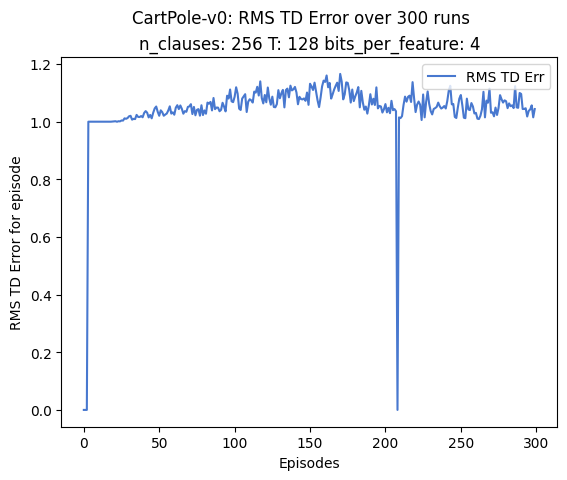 CartPole-v0: RMS TD Error over 300 runs
n_clauses: 256 T: 128 bits_per_feature: 4
RMS TD Err
RMS TD Error for episode
1.2
1.0
0.8
0.6
0.4
0.2
0.0
0 50 100 150 200 250 300
Episodes